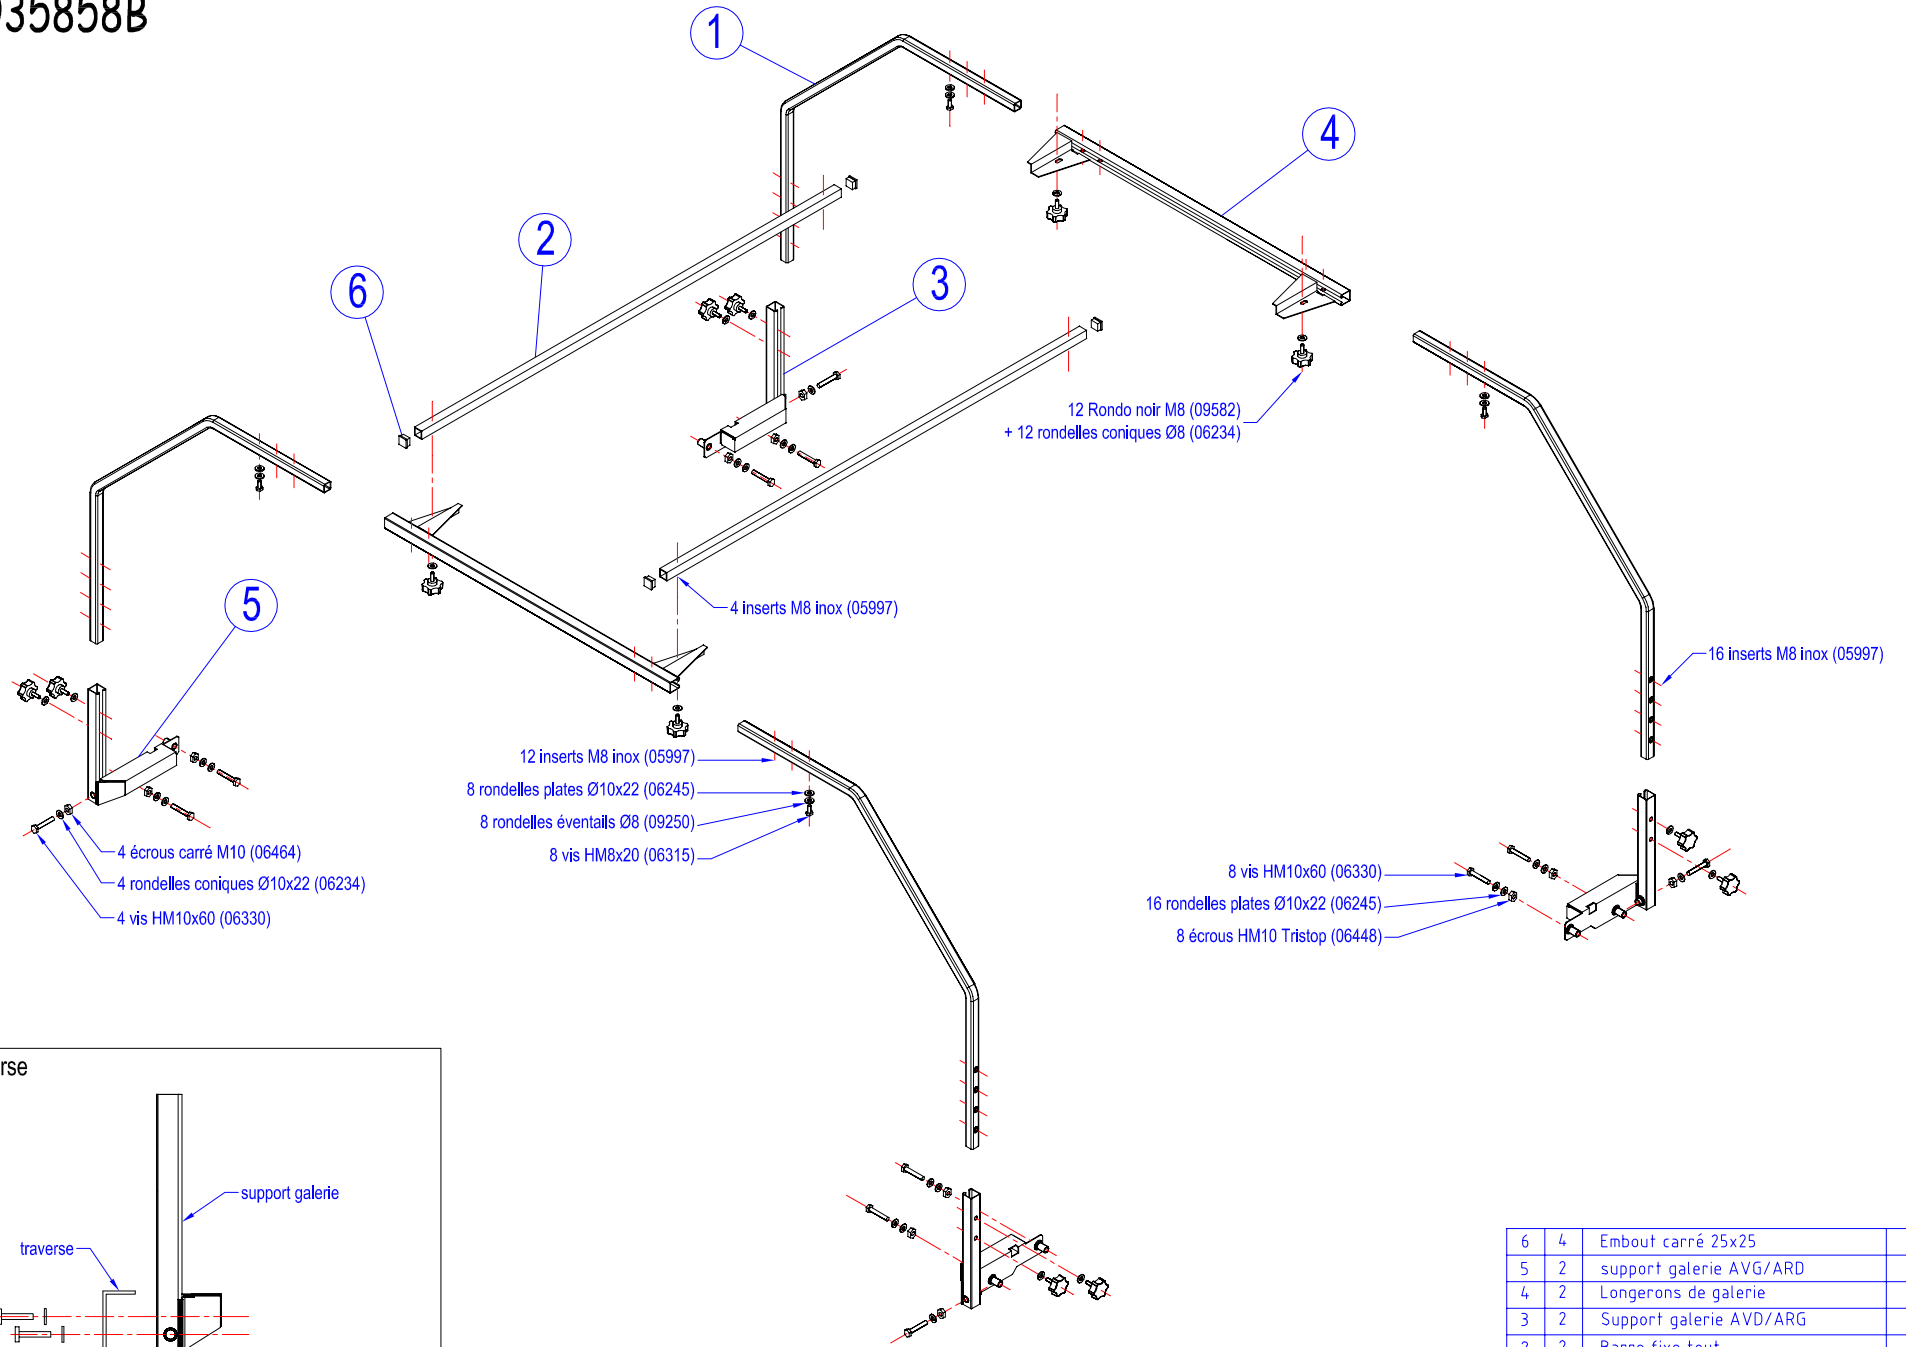 1
4
2
6
3
12 Rondo noir M8 (09582)
+ 12 rondelles coniques Ø8 (06234)
5
4 inserts M8 inox (05997)
16 inserts M8 inox (05997)
12 inserts M8 inox (05997)
8 rondelles plates Ø10x22 (06245)
8 rondelles éventails Ø8 (09250)
8 vis HM8x20 (06315)
4 écrous carré M10 (06464)
4 rondelles coniques Ø10x22 (06234)
4 vis HM10x60 (06330)
8 vis HM10x60 (06330)
16 rondelles plates Ø10x22 (06245)
8 écrous HM10 Tristop (06448)
rse
support galerie
traverse
6 4 Embout carré 25x25
5 2 support galerie AVG/ARD
4 2 Longerons de galerie
3 2 Support galerie AVD/ARG